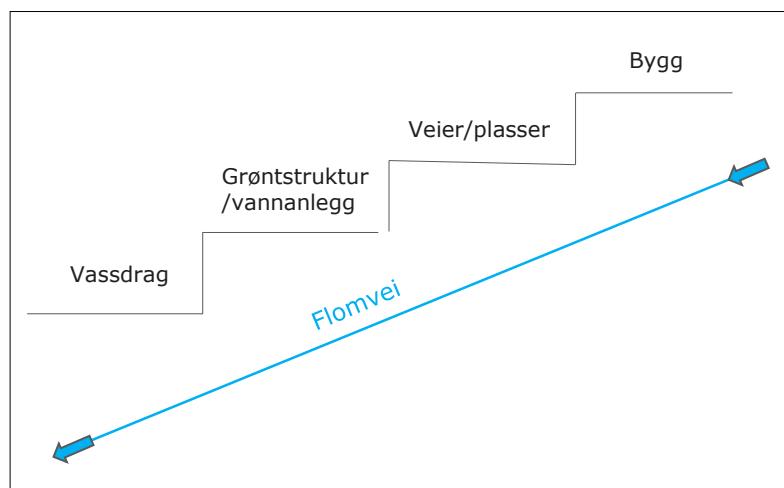 Bygg
Veier/plasser
Grøntstruktur
/vannanlegg
Vassdrag
Flomvei